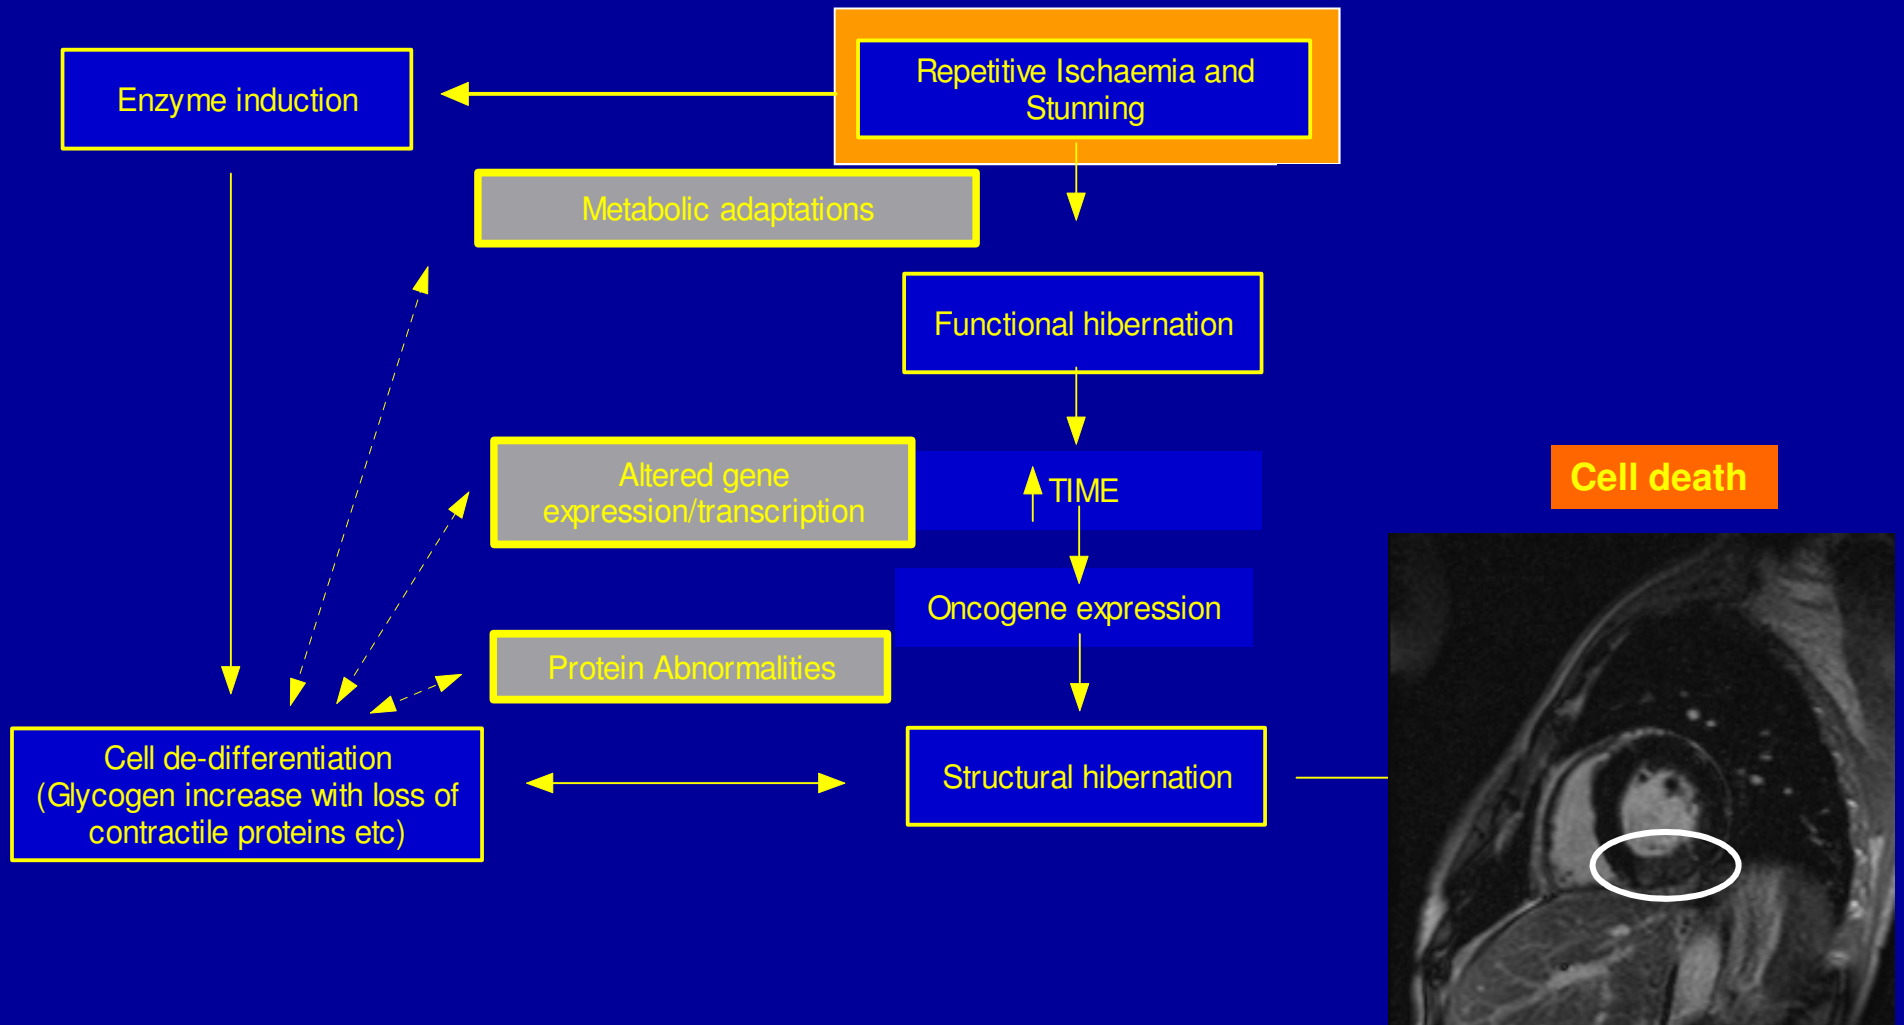 Repetitive Ischaemia and
Stunning
Enzyme induction
Metabolic adaptations
Functional hibernation
Altered gene
expression/transcription
TIME
Cell death
Oncogene expression
Protein Abnormalities
Cell de-differentiation
(Glycogen increase with loss of
contractile proteins etc)
Structural hibernation